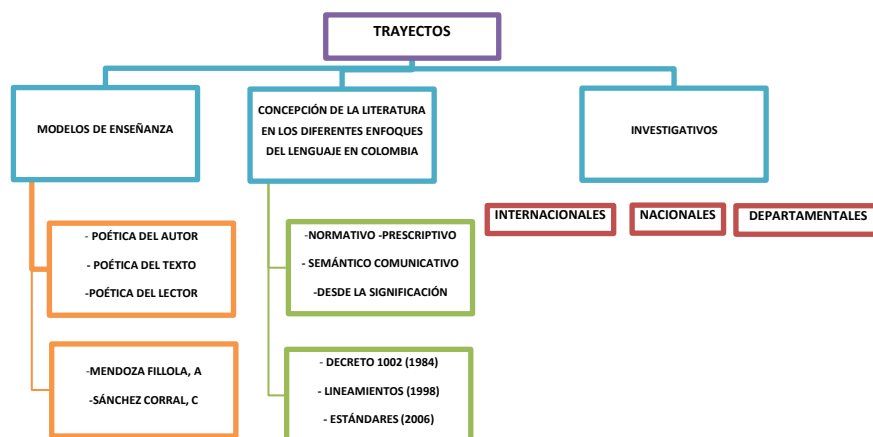 TRAYECTOS
MODELOS DE ENSEÑANZA
CONCEPCIÓN DE LA LITERATURA
EN LOS DIFERENTES ENFOQUES
DEL LENGUAJE EN COLOMBIA
INVESTIGATIVOS
INTERNACIONALES
NACIONALES
DEPARTAMENTALES
- POÉTICA DEL AUTOR
- POÉTICA DEL TEXTO
-POÉTICA DEL LECTOR
-NORMATIVO -PRESCRIPTIVO
- SEMÁNTICO COMUNICATIVO
-DESDE LA SIGNIFICACIÓN
-MENDOZA FILLOLA, A
-SÁNCHEZ CORRAL, C
- DECRETO 1002 (1984)
- LINEAMIENTOS (1998)
- ESTÁNDARES (2006)